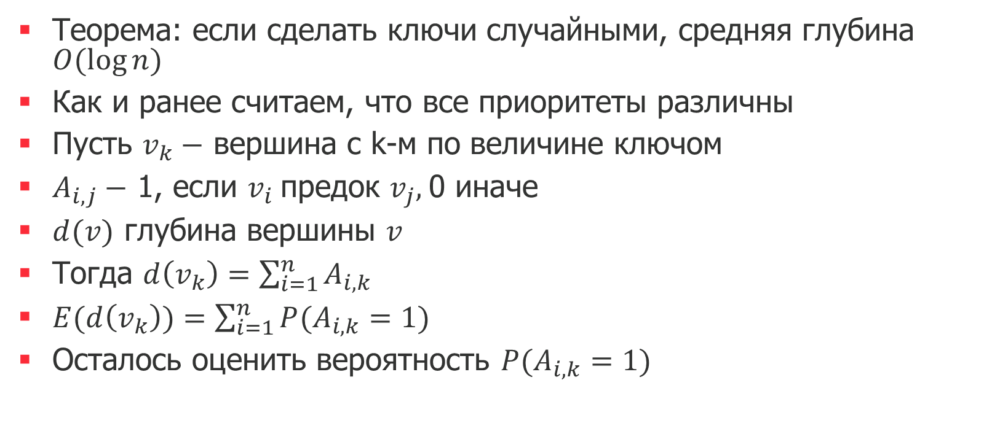 ▪ Теорема: если сделать ключи случайными, средняя глубина
O(log n)
▪ Как и ранее считаем, что все приоритеты различны
▪ Пусть v_k − вершина с k-м по величине ключом
▪ A_{i,j} − 1, если v_i предок v_j, 0 иначе
▪ d(v) глубина вершины v
▪ Тогда d(v_k) = ∑_{i=1}^{n} A_{i,k}
▪ E(d(v_k)) = ∑_{i=1}^{n} P(A_{i,k} = 1)
▪ Осталось оценить вероятность P(A_{i,k} = 1)